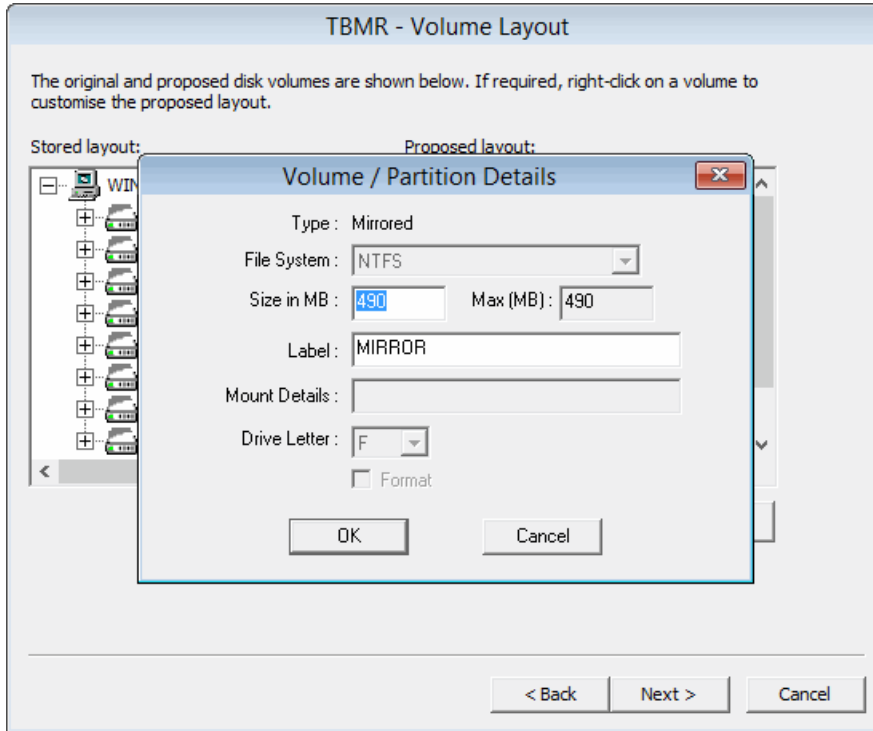 TBMR - Volume Layout
The original and proposed disk volumes are shown below. If required, right-click on a volume to
customise the proposed layout.
Stored layout: Proposed layout:
WIN
Volume / Partition Details
Type : Mirrored
File System : NTFS
Size in MB : 490 Max (MB) : 490
Label : MIRROR
Mount Details :
Drive Letter : F
Format
OK Cancel
< Back Next > Cancel